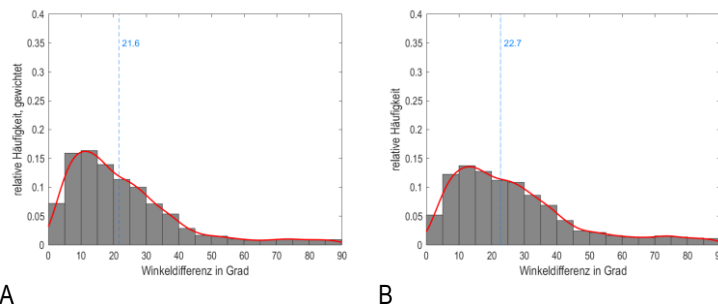 0.4
0.35
0.3
0.25
0.2
0.15
0.1
0.05
0
relative Häufigkeit, gewichtet
21.6
0 10 20 30 40 50 60 70 80 90
Winkeldifferenz in Grad
A
0.4
0.35
0.3
0.25
0.2
0.15
0.1
0.05
0
relative Häufigkeit
22.7
0 10 20 30 40 50 60 70 80 90
Winkeldifferenz in Grad
B